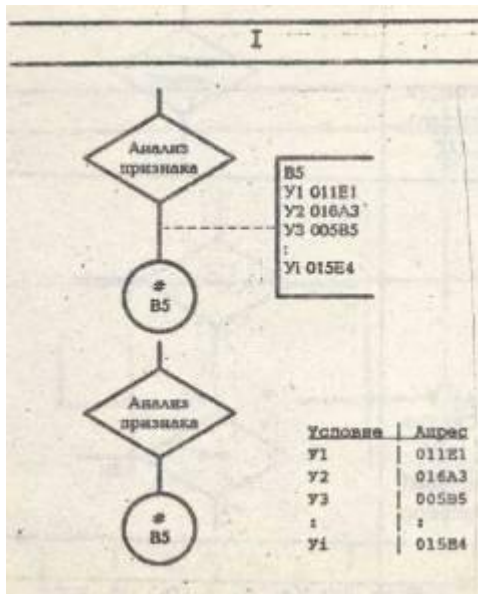 I
Анализ
признака
B5
У1 011E1
У2 016A3
У3 005B5
:
Уi 015E4
#
B5
Анализ
признака
Условие | Адрес
У1 | 011E1
У2 | 016A3
У3 | 005B5
: | :
Уi | 015E4
#
B5